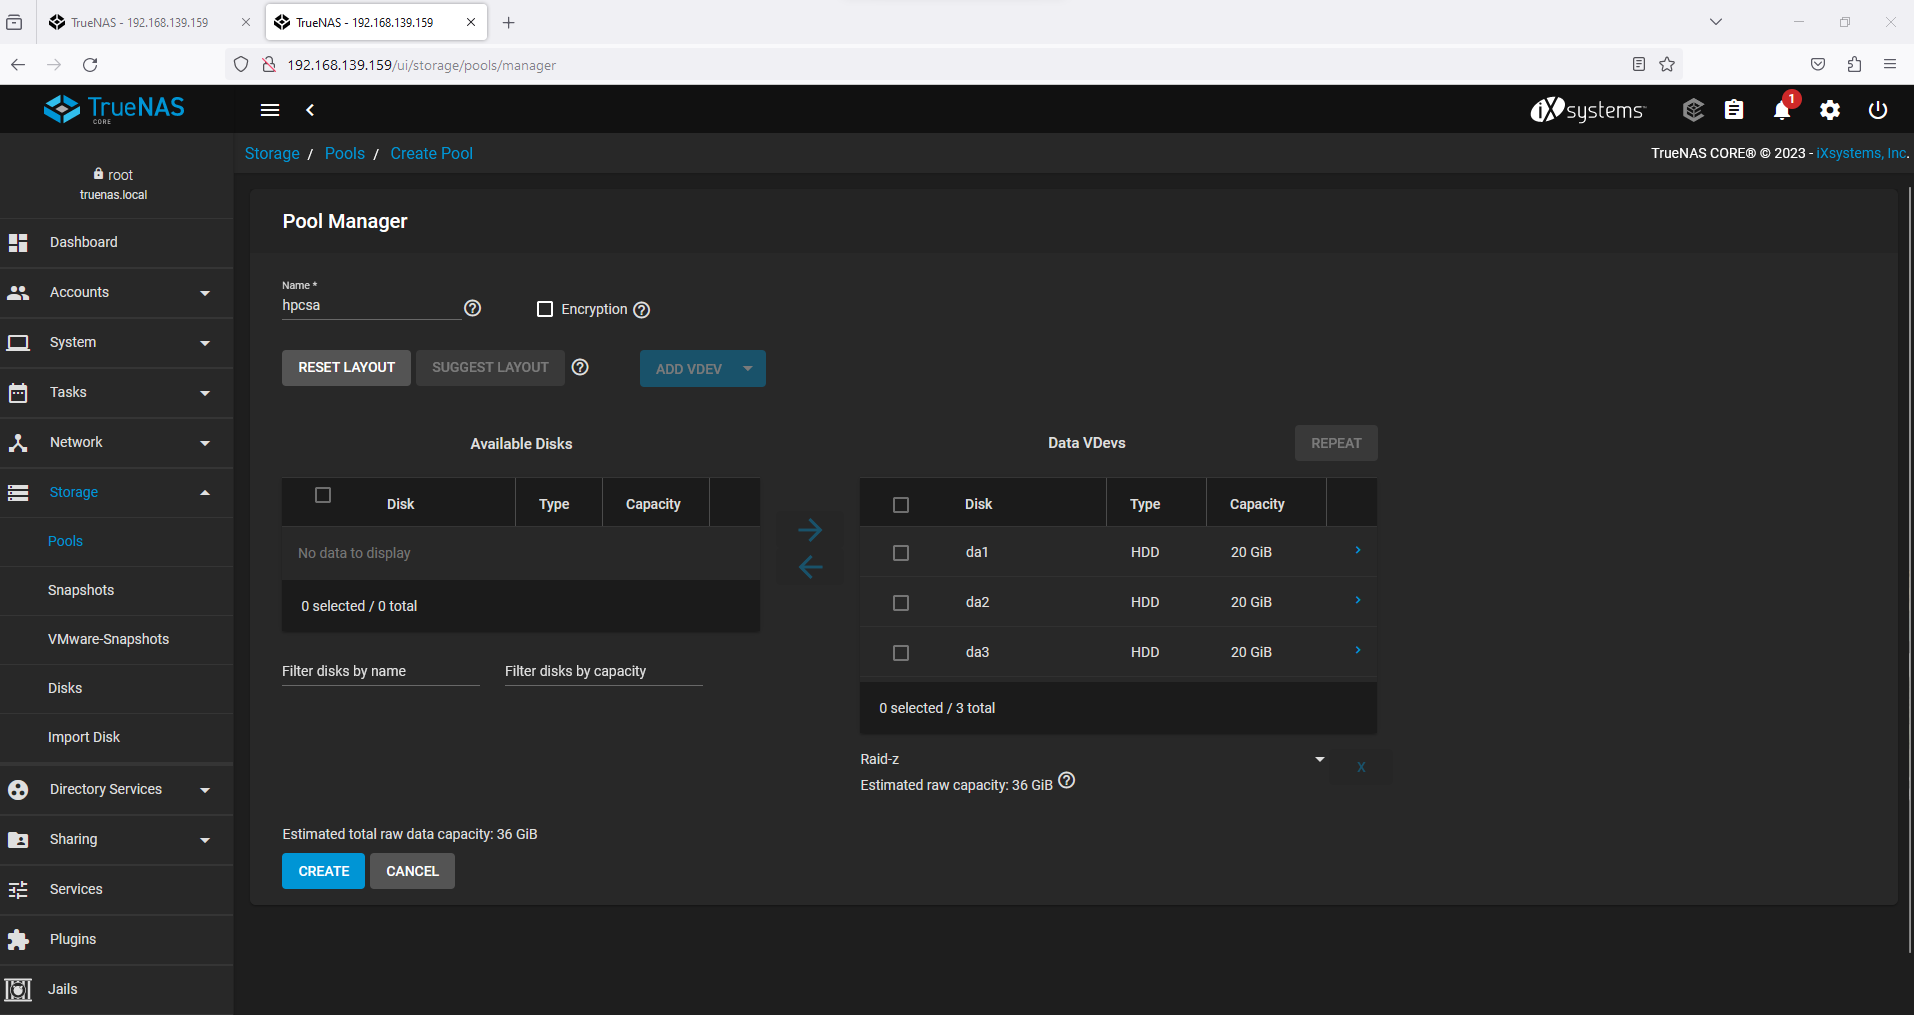 TrueNAS - 192.168.139.159
TrueNAS - 192.168.139.159
192.168.139.159/ui/storage/pools/manager
TrueNAS
CORE
iXsystems
1
root
truenas.local
Storage / Pools / Create Pool
TrueNAS CORE® © 2023 - iXsystems, Inc.
Dashboard
Accounts
System
Tasks
Network
Storage
Pools
Snapshots
VMware-Snapshots
Disks
Import Disk
Directory Services
Sharing
Services
Plugins
Jails
Pool Manager
Name *
hpcsa
Encryption
RESET LAYOUT
SUGGEST LAYOUT
ADD VDEV
Available Disks
Disk Type Capacity
No data to display
0 selected / 0 total
Filter disks by name
Filter disks by capacity
Data VDevs
REPEAT
Disk Type Capacity
da1 HDD 20 GiB
da2 HDD 20 GiB
da3 HDD 20 GiB
0 selected / 3 total
Raid-z
X
Estimated raw capacity: 36 GiB
Estimated total raw data capacity: 36 GiB
CREATE
CANCEL